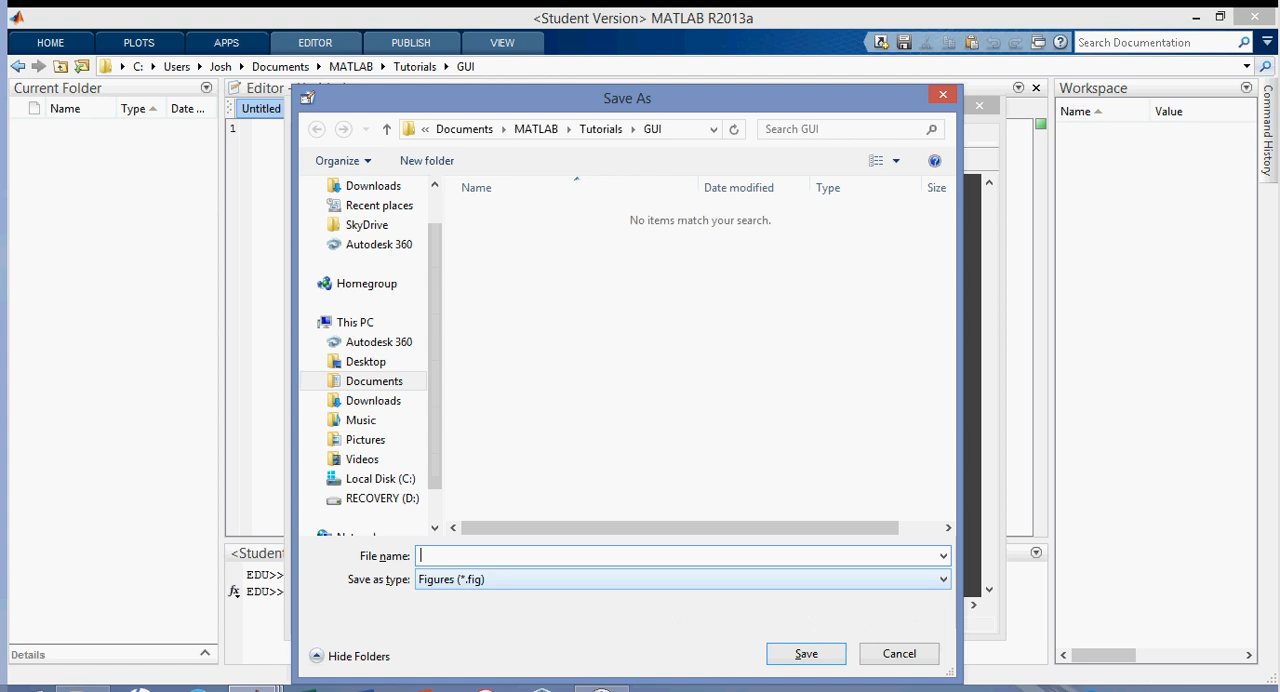 <Student Version> MATLAB R2013a
HOME PLOTS APPS EDITOR PUBLISH VIEW Search Documentation
C: Users Josh Documents MATLAB Tutorials GUI
Current Folder
Name Type Date ...
Editor -
Untitled
1
Save As
« Documents MATLAB Tutorials GUI
Search GUI
Organize New folder
Name Date modified Type Size
No items match your search.
Downloads
Recent places
SkyDrive
Autodesk 360
Homegroup
This PC
Autodesk 360
Desktop
Documents
Downloads
Music
Pictures
Videos
Local Disk (C:)
RECOVERY (D:)
File name:
Save as type: Figures (*.fig)
Hide Folders
Save Cancel
Workspace
Name Value
Command History
<Student
EDU>>
fx EDU>>
Details